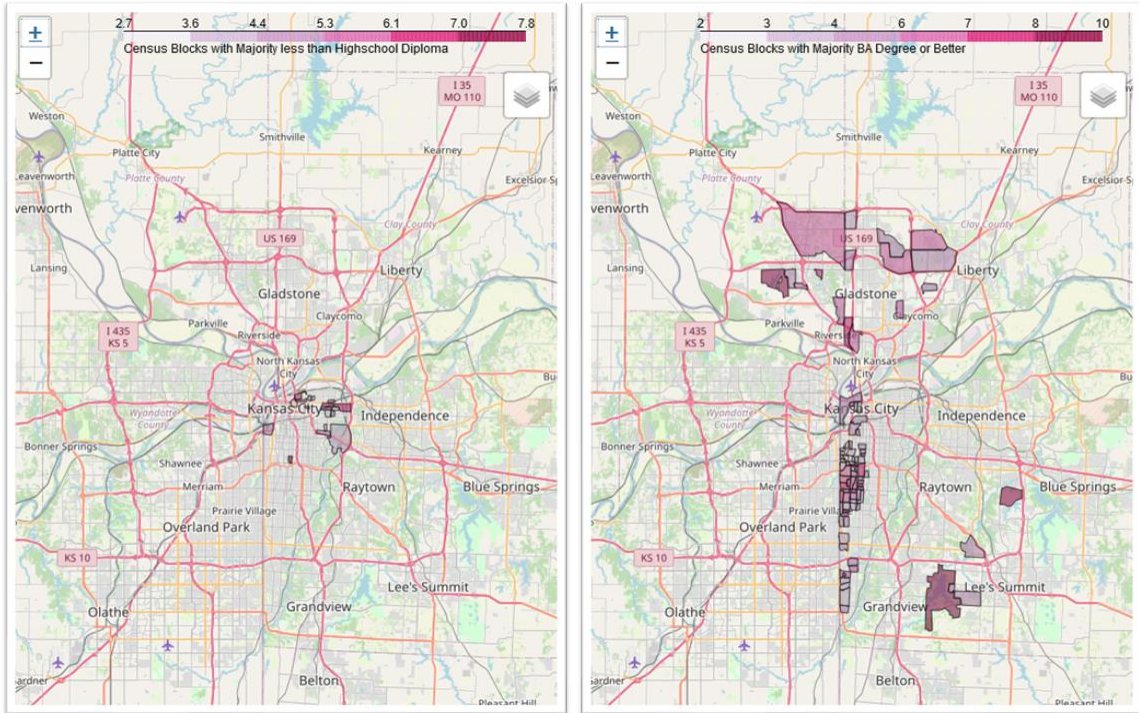 2.7 3.6 4.4 5.3 6.1 7.0 7.8
Census Blocks with Majority less than Highschool Diploma
+
−
I 35
MO 110
Weston
Smithville
Platte City
Kearney
Leavenworth
Platte County
Excelsior Sp
venworth
Clay County
US 169
Lansing
Liberty
Gladstone
Claycomo
Parkville
I 435
KS 5
Riverside
North Kansas
City
Bu
Kansas City
Independence
Wyandotte
County
Bonner Springs
Shawnee
Merriam
Raytown
Blue Springs
Prairie Village
Overland Park
KS 10
Lee's Summit
Olathe
Grandview
Gardner
Belton
Pleasant Hill
2 3 4 6 7 8 10
Census Blocks with Majority BA Degree or Better
+
−
I 35
MO 110
Weston
Smithville
Platte City
Kearney
Leavenworth
Platte County
Excelsior S
venworth
Clay County
US 169
Lansing
Liberty
Gladstone
Claycomo
Parkville
I 435
KS 5
Rivers
North Kansas
City
Bu
Kansas City
Independence
Wyandotte
County
Bonner Springs
Shawnee
Merriam
Raytown
Blue Springs
Prairie Villa
Overland Park
KS 10
Lee's Summit
Olathe
Grandview
Gardner
Belton
Pleasant Hill